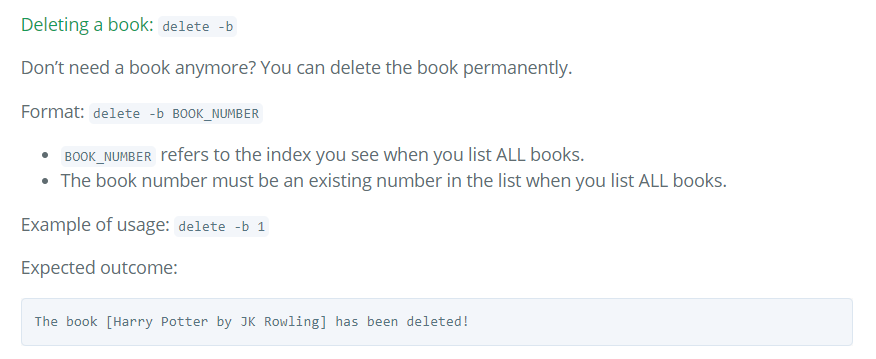 Deleting a book: delete -b
Don’t need a book anymore? You can delete the book permanently.
Format: delete -b BOOK_NUMBER
• BOOK_NUMBER refers to the index you see when you list ALL books.
• The book number must be an existing number in the list when you list ALL books.
Example of usage: delete -b 1
Expected outcome:
The book [Harry Potter by JK Rowling] has been deleted!